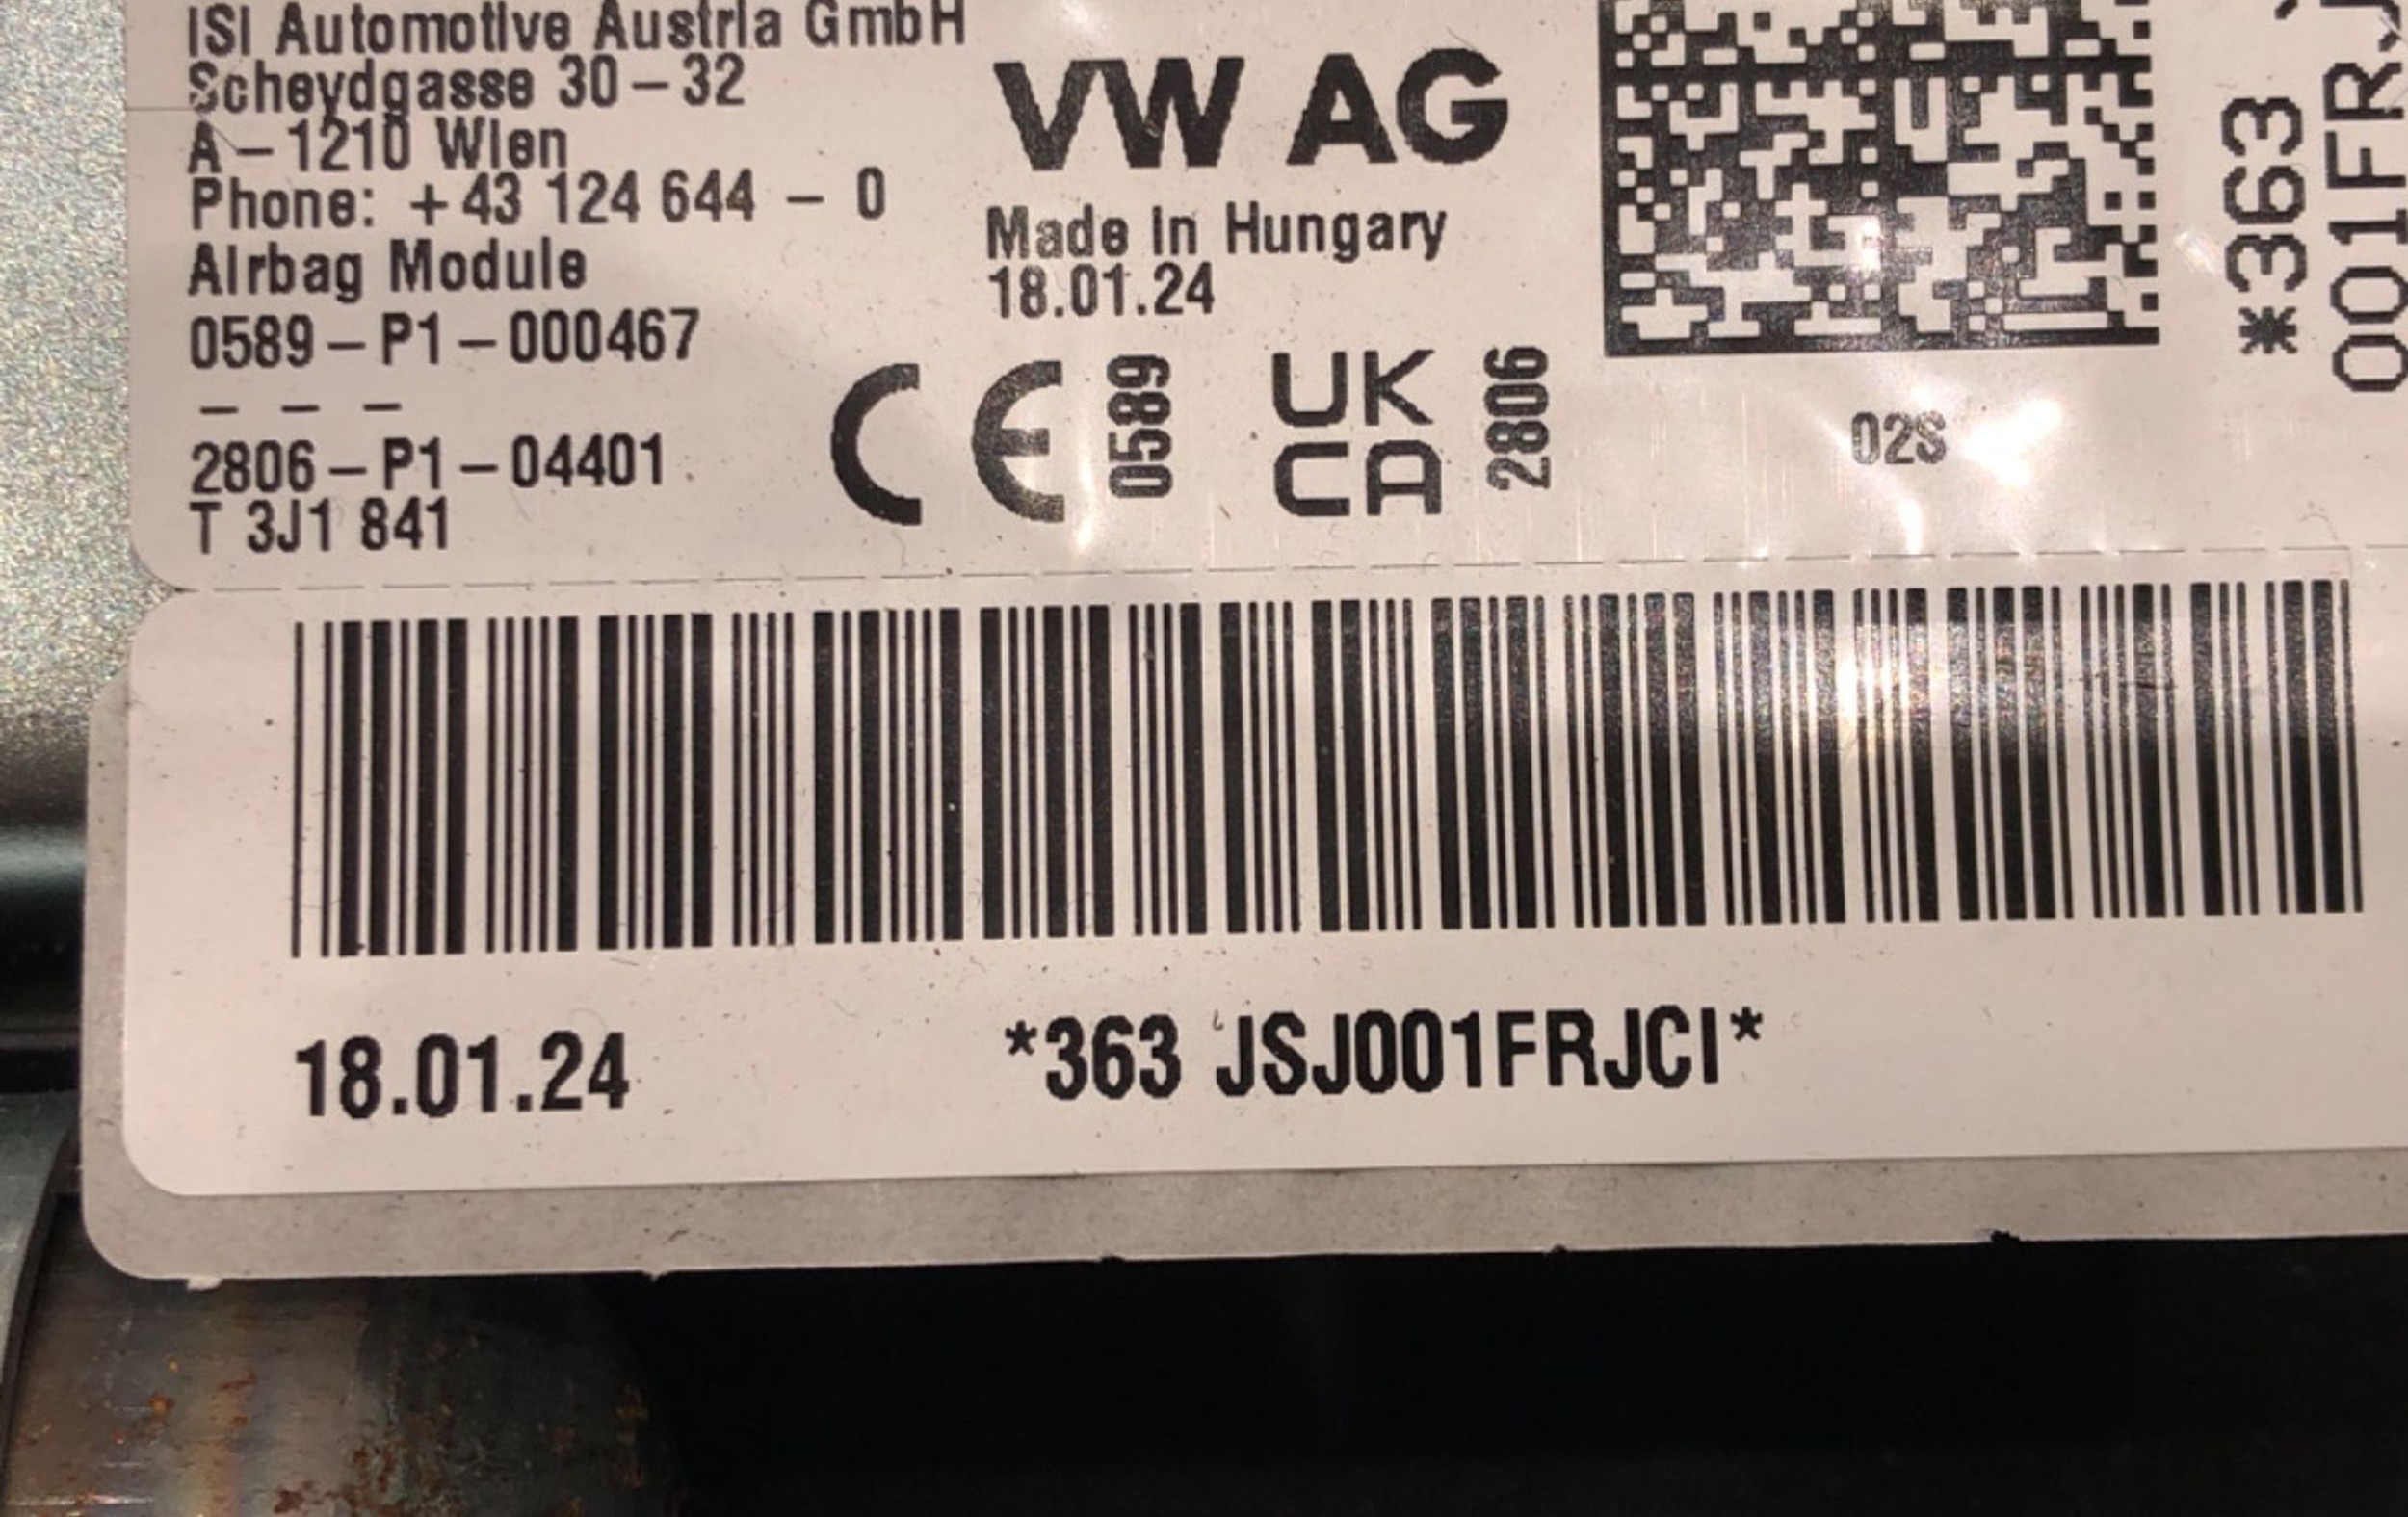 ISI Automotive Austria GmbH
Scheydgasse 30-32
A-1210 Wien
Phone: +43 124 644 - 0
Airbag Module
0589-P1-000467
- - -
2806-P1-04401
T 3J1 841
VW AG
Made in Hungary
18.01.24
CE 0589
UK
CA
2806
02S
*363
001FRJ
18.01.24
*363 JSJ001FRJCI*